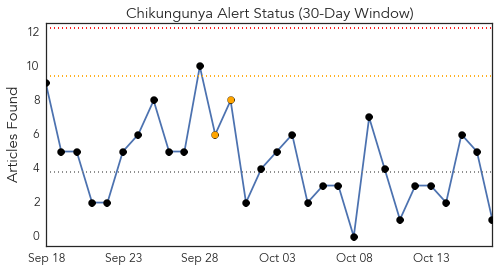 Chikungunya Alert Status (30-Day Window)
Articles Found
12
10
8
6
4
2
0
Sep 18 Sep 23 Sep 28 Oct 03 Oct 08 Oct 13